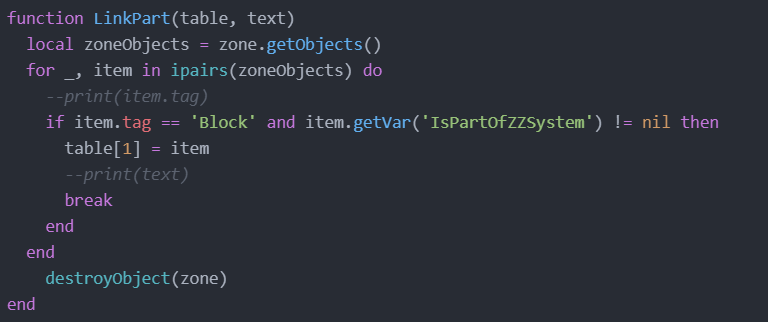 function LinkPart(table, text)
  local zoneObjects = zone.getObjects()
  for _, item in ipairs(zoneObjects) do
    --print(item.tag)
    if item.tag == 'Block' and item.getVar('IsPartOfZZSystem') != nil then
      table[1] = item
      --print(text)
      break
    end
  end
    destroyObject(zone)
end